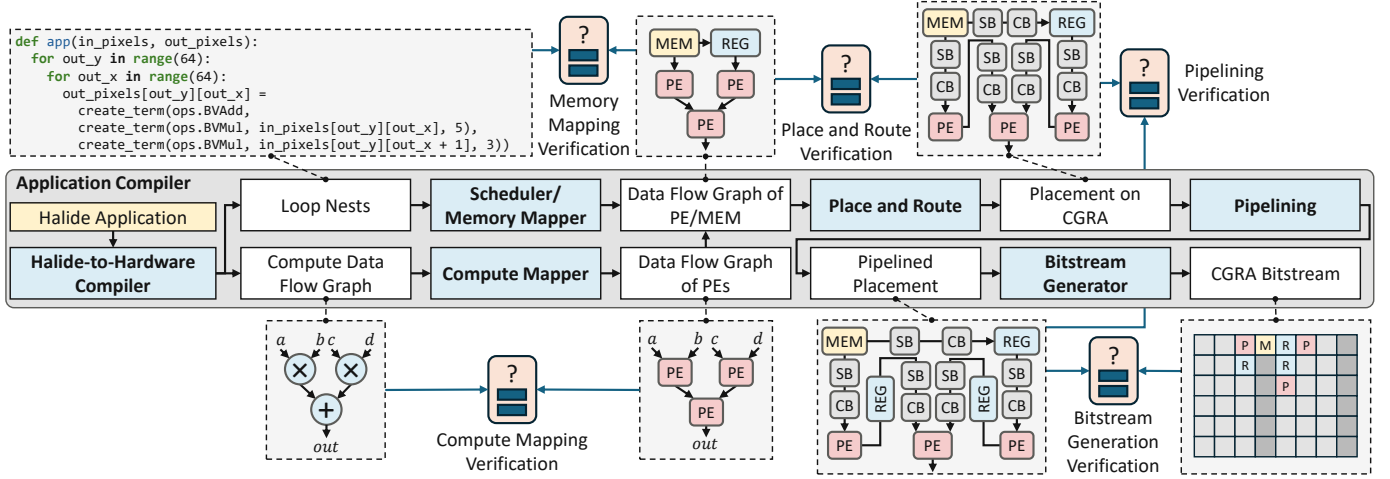 def app(in_pixels, out_pixels):
for out_y in range(64):
for out_x in range(64):
out_pixels[out_y][out_x] =
create_term(ops.BVAdd,
create_term(ops.BVMul, in_pixels[out_y][out_x], 5),
create_term(ops.BVMul, in_pixels[out_y][out_x + 1], 3))
?
Memory
Mapping
Verification
MEM REG
PE PE
PE
?
Place and Route
Verification
MEM SB CB REG
SB SB SB SB
CB CB CB CB
PE PE PE
?
Pipelining
Verification
Application Compiler
Halide Application
Halide-to-Hardware
Compiler
Loop Nests
Scheduler/
Memory Mapper
Data Flow Graph of
PE/MEM
Place and Route
Placement on
CGRA
Pipelining
Compute Data
Flow Graph
Compute Mapper
Data Flow Graph
of PEs
Pipelined
Placement
Bitstream
Generator
CGRA Bitstream
a b c d
× ×
+
out
?
Compute Mapping
Verification
a b c d
PE PE
PE
out
MEM SB CB REG
SB SB SB SB
REG REG
CB CB CB CB
PE PE PE
?
Bitstream
Generation
Verification
P M R P
R R
P